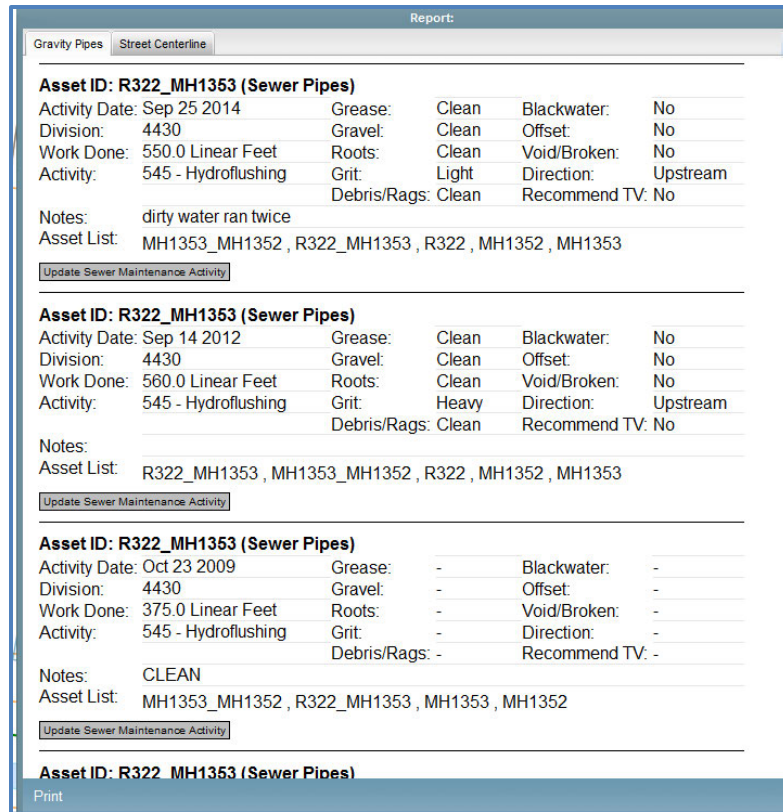 Report:
Gravity Pipes Street Centerline
Asset ID: R322_MH1353 (Sewer Pipes)
Activity Date: Sep 25 2014 Grease: Clean Blackwater: No
Division: 4430 Gravel: Clean Offset: No
Work Done: 550.0 Linear Feet Roots: Clean Void/Broken: No
Activity: 545 - Hydroflushing Grit: Light Direction: Upstream
Debris/Rags: Clean Recommend TV: No
Notes: dirty water ran twice
Asset List: MH1353_MH1352 , R322_MH1353 , R322 , MH1352 , MH1353
Update Sewer Maintenance Activity
Asset ID: R322_MH1353 (Sewer Pipes)
Activity Date: Sep 14 2012 Grease: Clean Blackwater: No
Division: 4430 Gravel: Clean Offset: No
Work Done: 560.0 Linear Feet Roots: Clean Void/Broken: No
Activity: 545 - Hydroflushing Grit: Heavy Direction: Upstream
Debris/Rags: Clean Recommend TV: No
Notes:
Asset List: R322_MH1353 , MH1353_MH1352 , R322 , MH1352 , MH1353
Update Sewer Maintenance Activity
Asset ID: R322_MH1353 (Sewer Pipes)
Activity Date: Oct 23 2009 Grease: - Blackwater: -
Division: 4430 Gravel: - Offset: -
Work Done: 375.0 Linear Feet Roots: - Void/Broken: -
Activity: 545 - Hydroflushing Grit: - Direction: -
Debris/Rags: - Recommend TV: -
Notes: CLEAN
Asset List: MH1353_MH1352 , R322_MH1353 , MH1353 , MH1352
Update Sewer Maintenance Activity
Asset ID: R322_MH1353 (Sewer Pipes)
Print